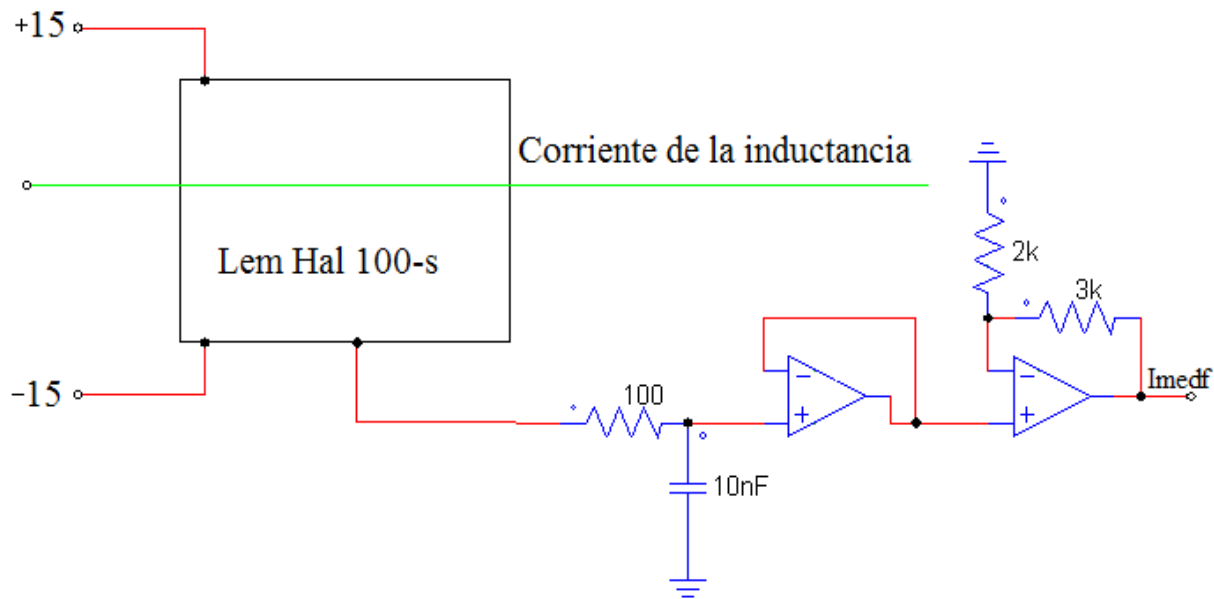 +15
Corriente de la inductancia
Lem Hal 100-s
2k
3k
−15
100
Imedf
10nF